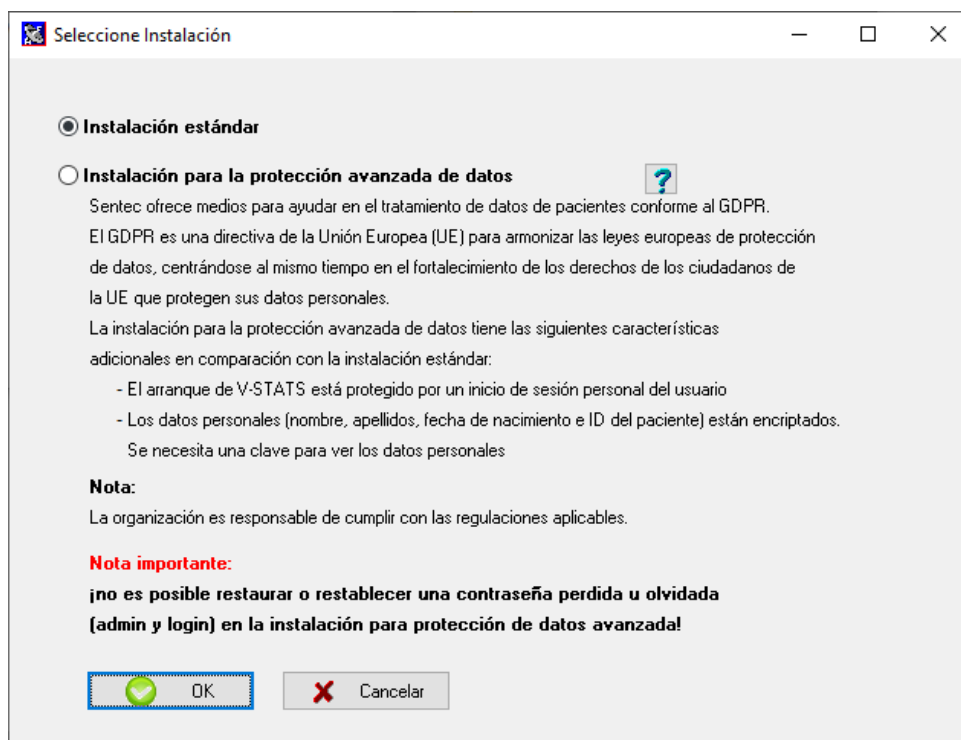 Seleccione Instalación
Instalación estándar
Instalación para la protección avanzada de datos ?
Sentec ofrece medios para ayudar en el tratamiento de datos de pacientes conforme al GDPR.
El GDPR es una directiva de la Unión Europea (UE) para armonizar las leyes europeas de protección
de datos, centrándose al mismo tiempo en el fortalecimiento de los derechos de los ciudadanos de
la UE que protegen sus datos personales.
La instalación para la protección avanzada de datos tiene las siguientes característicás
adicionales en comparación con la instalación estándar:
- El arranque de V-STATS está protegido por un inicio de sesión personal del usuario
- Los datos personales (nombre, apellidos, fecha de nacimiento e ID del paciente) están encriptados.
Se necesita una clave para ver los datos personales
Nota:
La organización es responsable de cumplir con las regulaciones aplicables.
Nota importante:
¡no es posible restaurar o restablecer una contraseña perdida u olvidada
(admin y login) en la instalación para protección de datos avanzada!
OK Cancelar